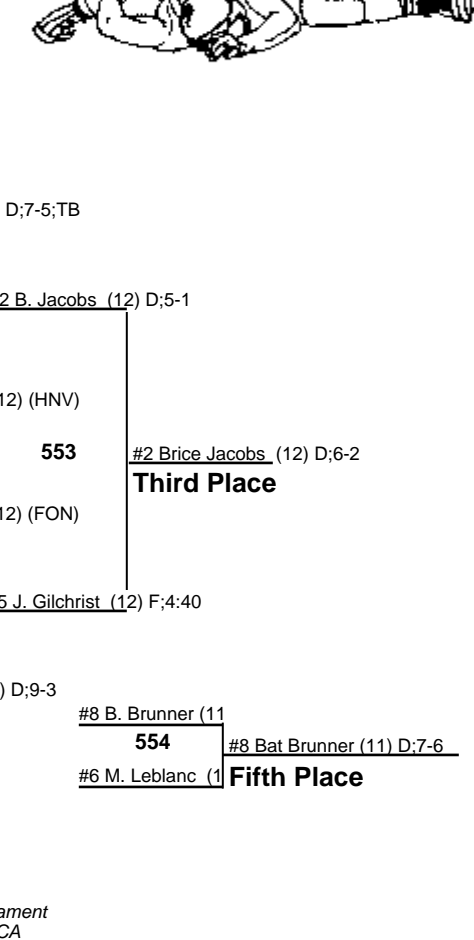 D;7-5;TB
2 B. Jacobs (12) D;5-1
12) (HNV)
553
#2 Brice Jacobs (12) D;6-2
Third Place
12) (FON)
5 J. Gilchrist (12) F;4:40
) D;9-3
#8 B. Brunner (11
554
#8 Bat Brunner (11) D;7-6
#6 M. Leblanc (1
Fifth Place
ament
CA